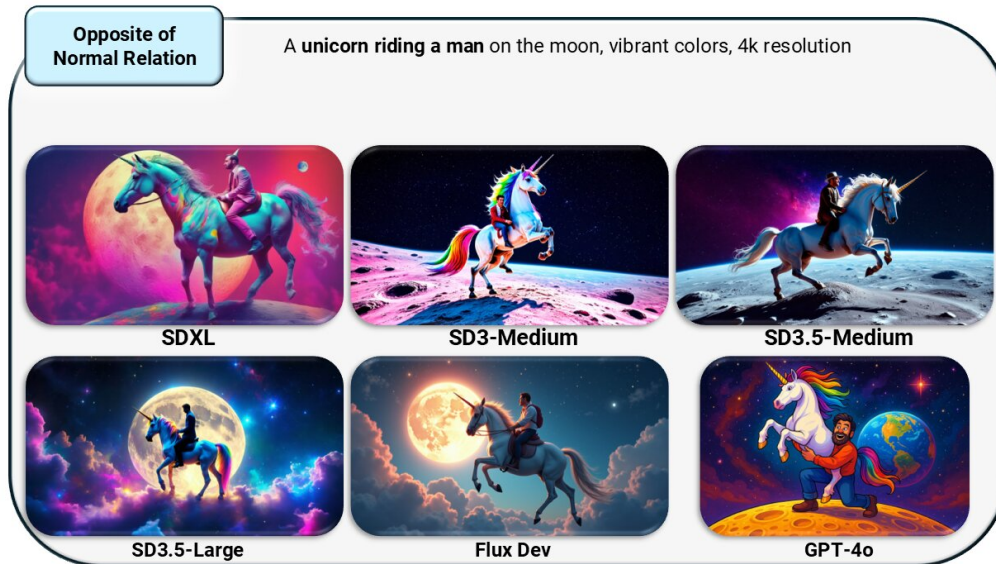 Opposite of
Normal Relation
A unicorn riding a man on the moon, vibrant colors, 4k resolution
SDXL
SD3-Medium
SD3.5-Medium
SD3.5-Large
Flux Dev
GPT-4o